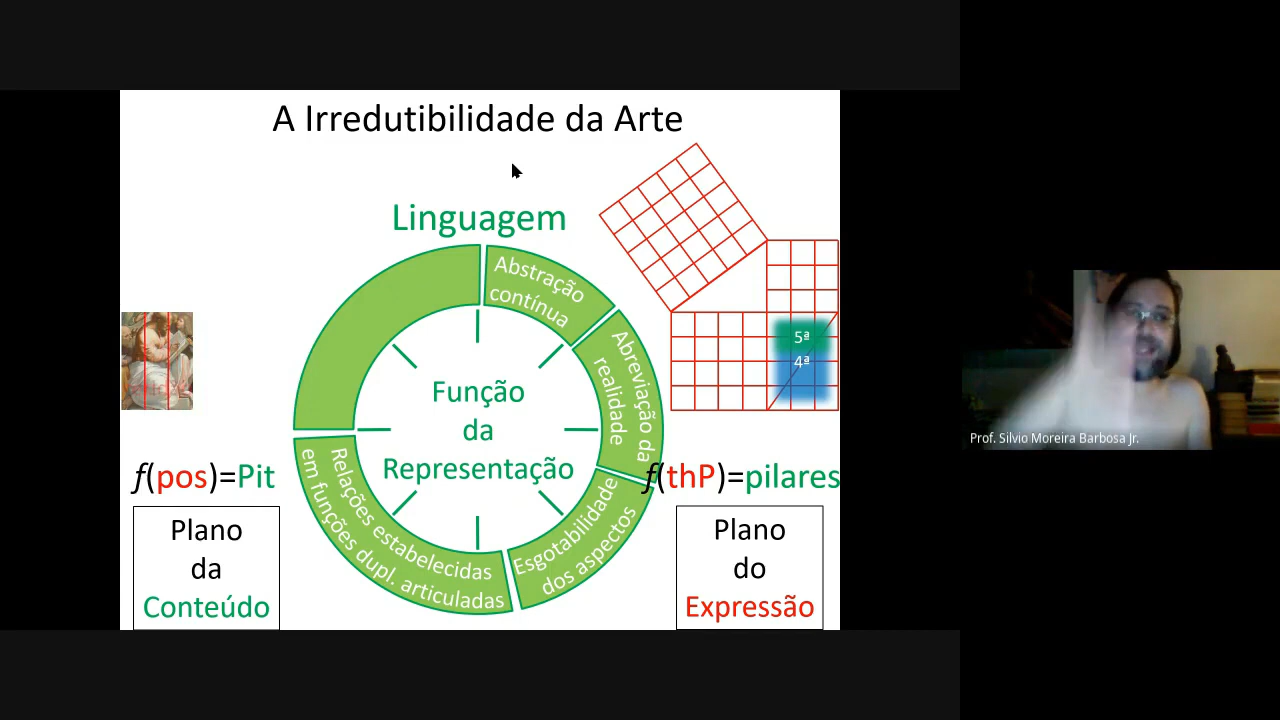 A Irredutibilidade da Arte
Linguagem
Abstração
contínua
Abreviação da
realidade
5ª
4ª
Função
da
Representação
Esgotabilidade
dos aspectos
Relações estabelecidas
em funções dupl. articuladas
f(pos)=Pit
Plano
da
Conteúdo
f(thP)=pilares
Plano
do
Expressão
Prof. Silvio Moreira Barbosa Jr.